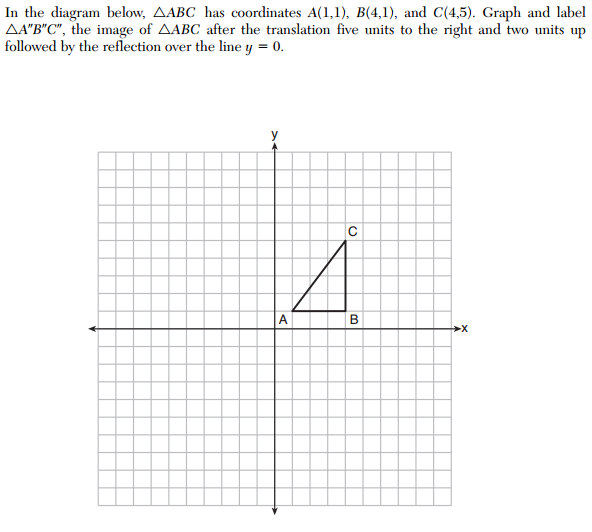 In the diagram below, △ABC has coordinates A(1,1), B(4,1), and C(4,5). Graph and label
△A″B″C″, the image of △ABC after the translation five units to the right and two units up
followed by the reflection over the line y = 0.
y
C
A
B
x